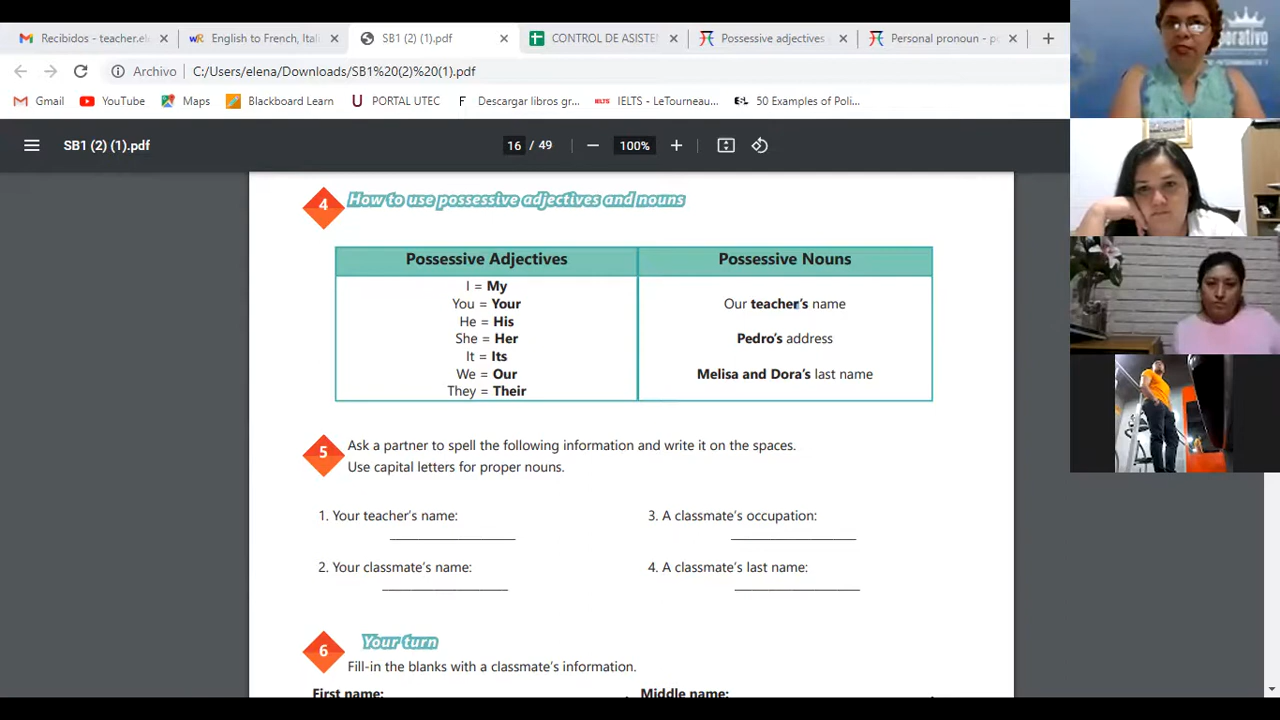 Recibidos - teacher.el
English to French, Ital
SB1 (2) (1).pdf
CONTROL DE ASISTE
Possessive adjectives
Personal pronoun - p
Archivo
C:/Users/elena/Downloads/SB1%20(2)%20(1).pdf
Gmail
YouTube
Maps
Blackboard Learn
PORTAL UTEC
Descargar libros gr...
IELTS - LeTourneau...
50 Examples of Poli...
SB1 (2) (1).pdf
16 / 49
100%
4 How to use possessive adjectives and nouns
Possessive Adjectives
I = My
You = Your
He = His
She = Her
It = Its
We = Our
They = Their
Possessive Nouns
Our teacher's name
Pedro's address
Melisa and Dora's last name
5 Ask a partner to spell the following information and write it on the spaces.
Use capital letters for proper nouns.
1. Your teacher's name:
2. Your classmate's name:
3. A classmate's occupation:
4. A classmate's last name:
6 Your turn
Fill-in the blanks with a classmate's information.
First name:
Middle name: